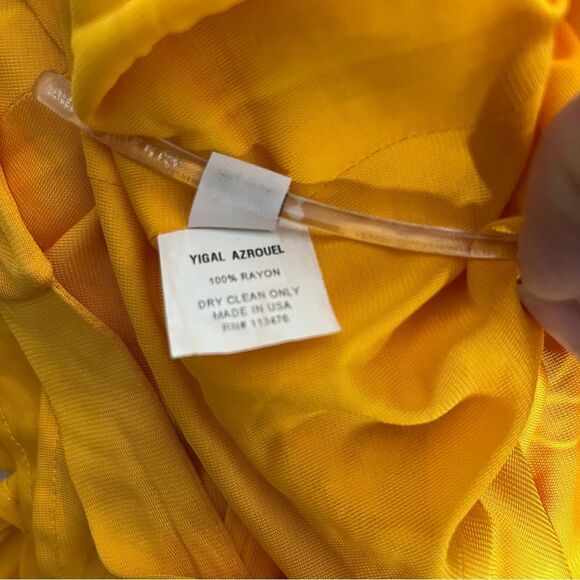 YIGAL AZROUEL
100% RAYON
DRY CLEAN ONLY
MADE IN USA
RN# 113476